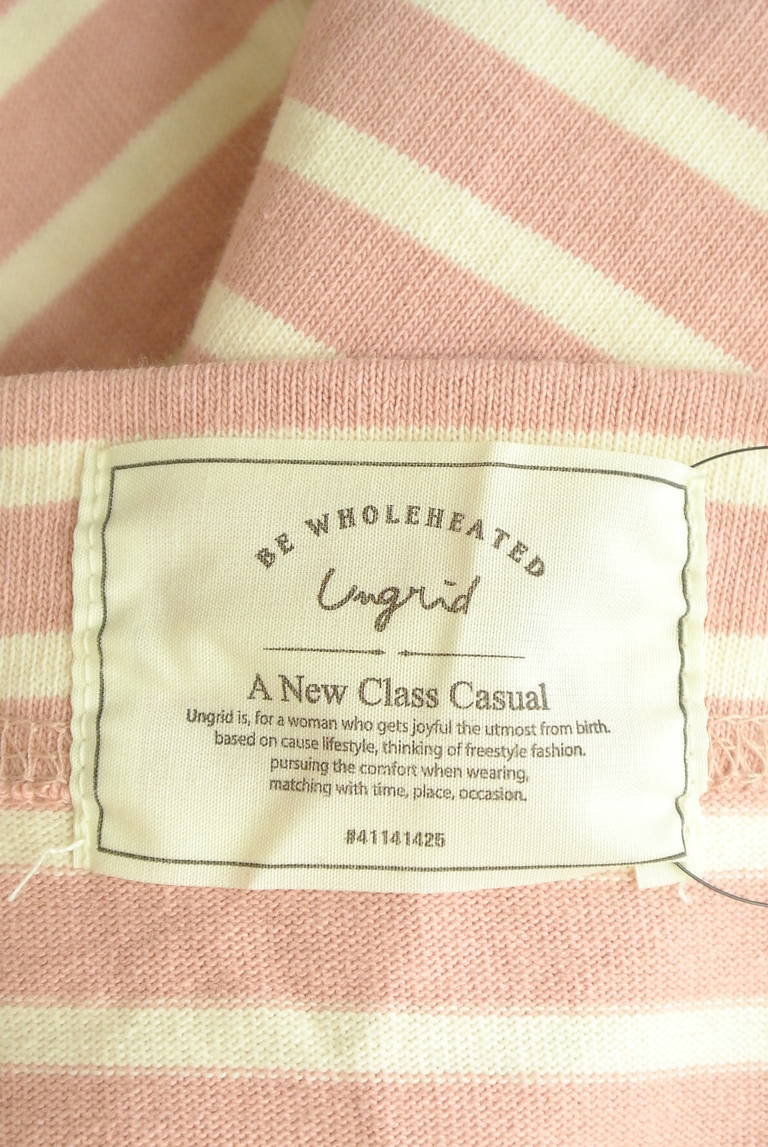 BE WHOLEHEATED
Ungrid
A New Class Casual
Ungrid is, for a woman who gets joyful the utmost from birth.
based on cause lifestyle, thinking of freestyle fashion.
pursuing the comfort when wearing,
matching with time, place, occasion.
#41141425